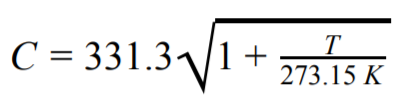 C = 331.3√(1 + T/(273.15 K))